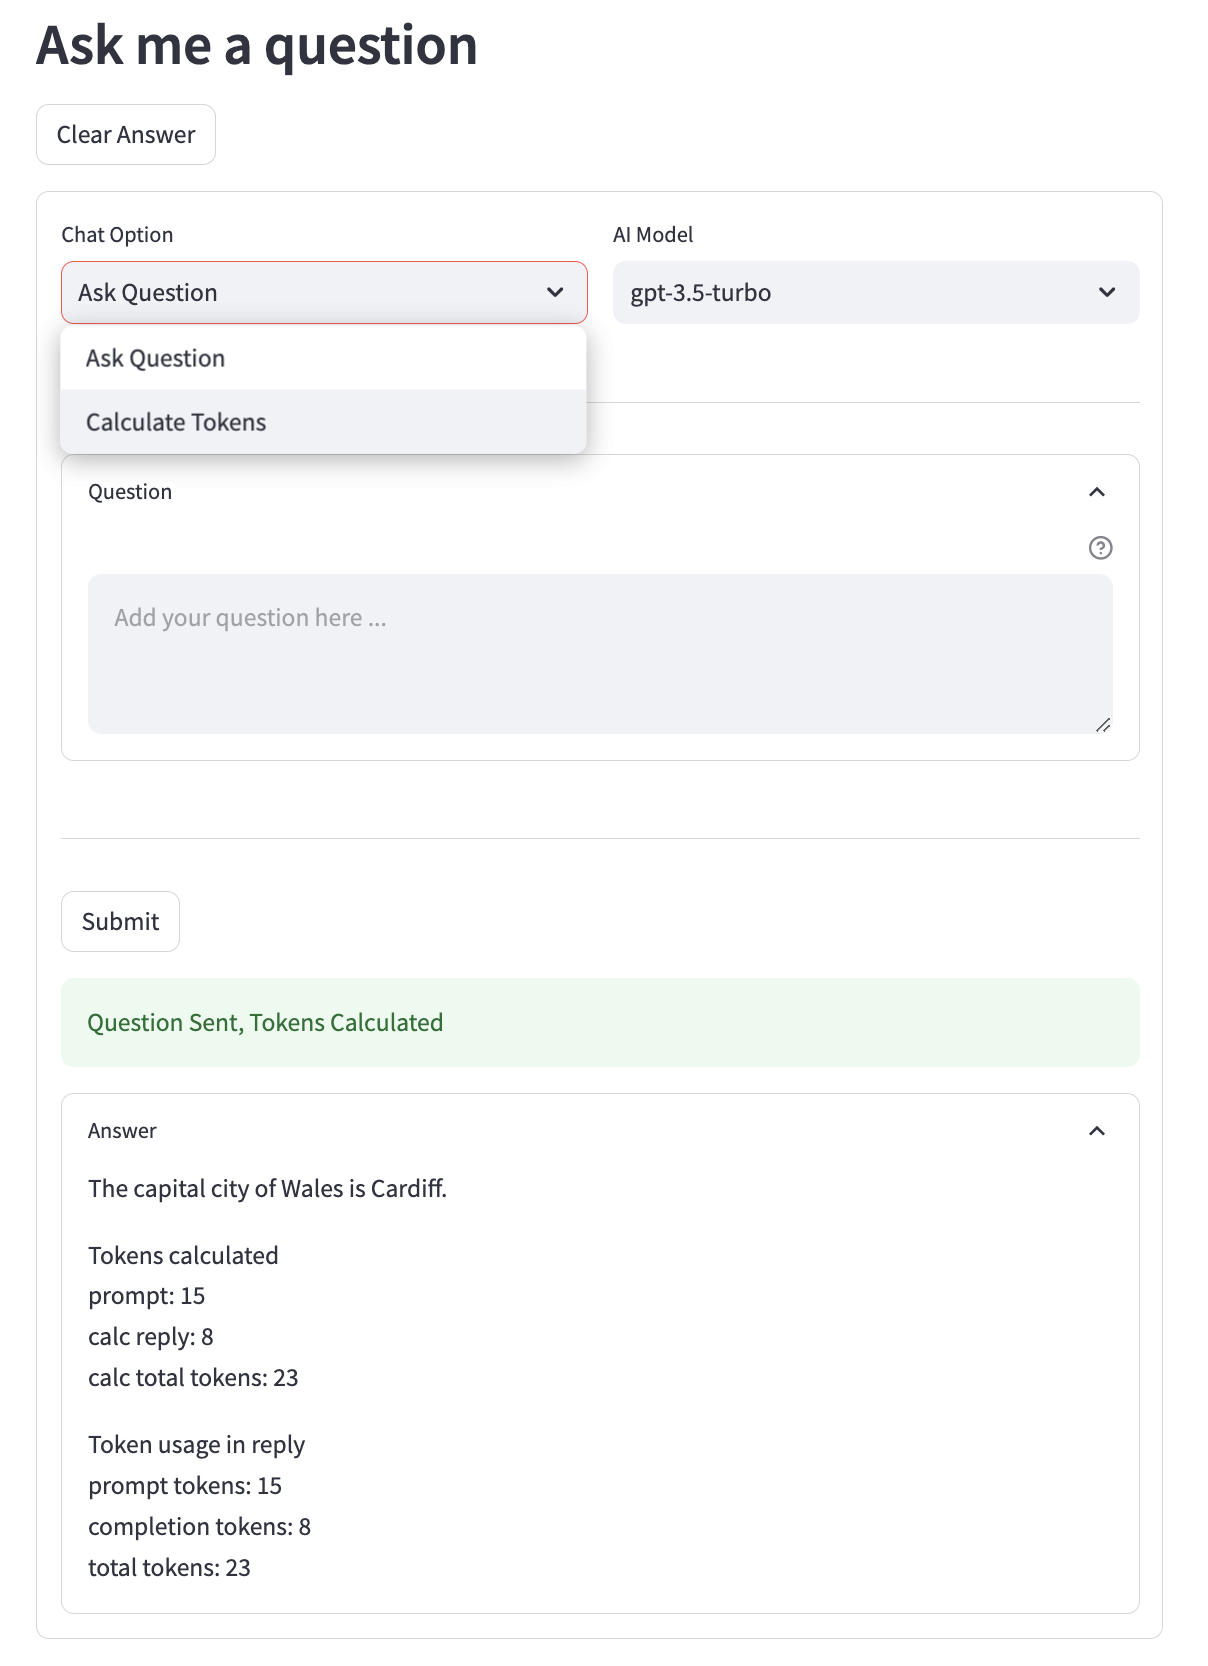 Ask me a question
Clear Answer
Chat Option
AI Model
Ask Question
gpt-3.5-turbo
Ask Question
Calculate Tokens
Question
Add your question here ...
Submit
Question Sent, Tokens Calculated
Answer
The capital city of Wales is Cardiff.
Tokens calculated
prompt: 15
calc reply: 8
calc total tokens: 23
Token usage in reply
prompt tokens: 15
completion tokens: 8
total tokens: 23